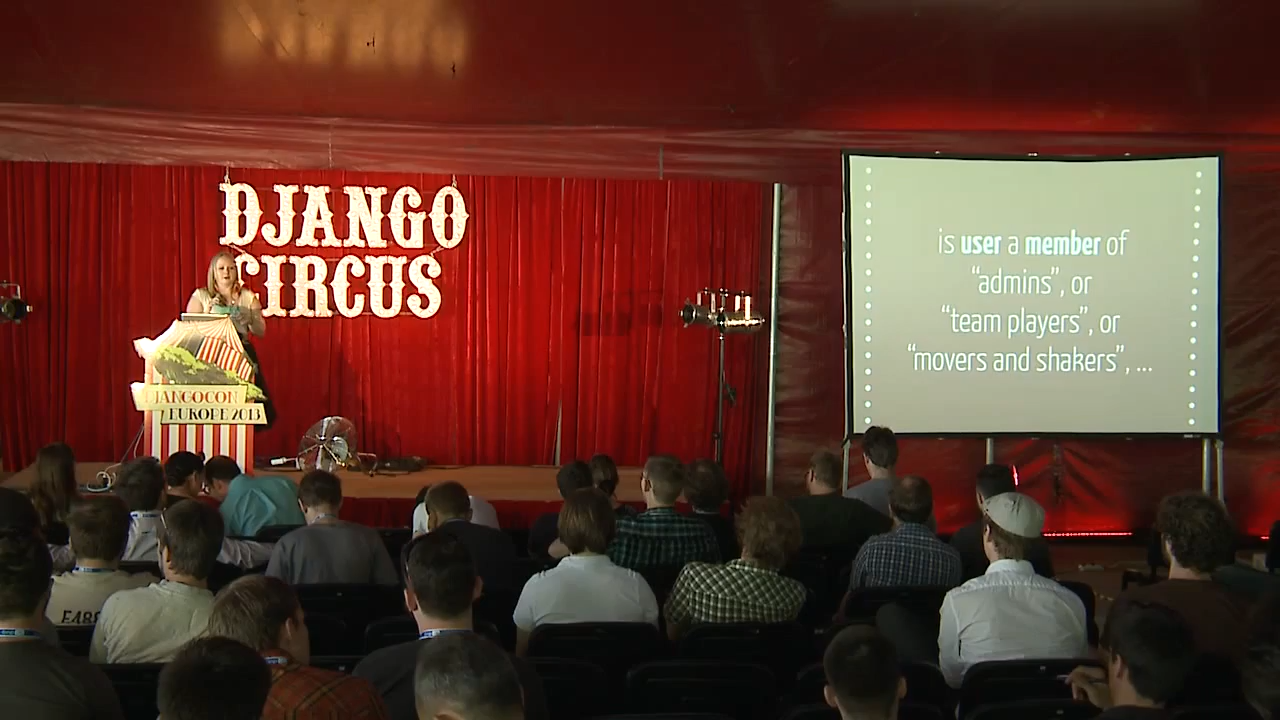 DJANGO
CIRCUS
DJANGOCON
EUROPE 2013
is user a member of
“admins”, or
“team players”, or
“movers and shakers”, ...